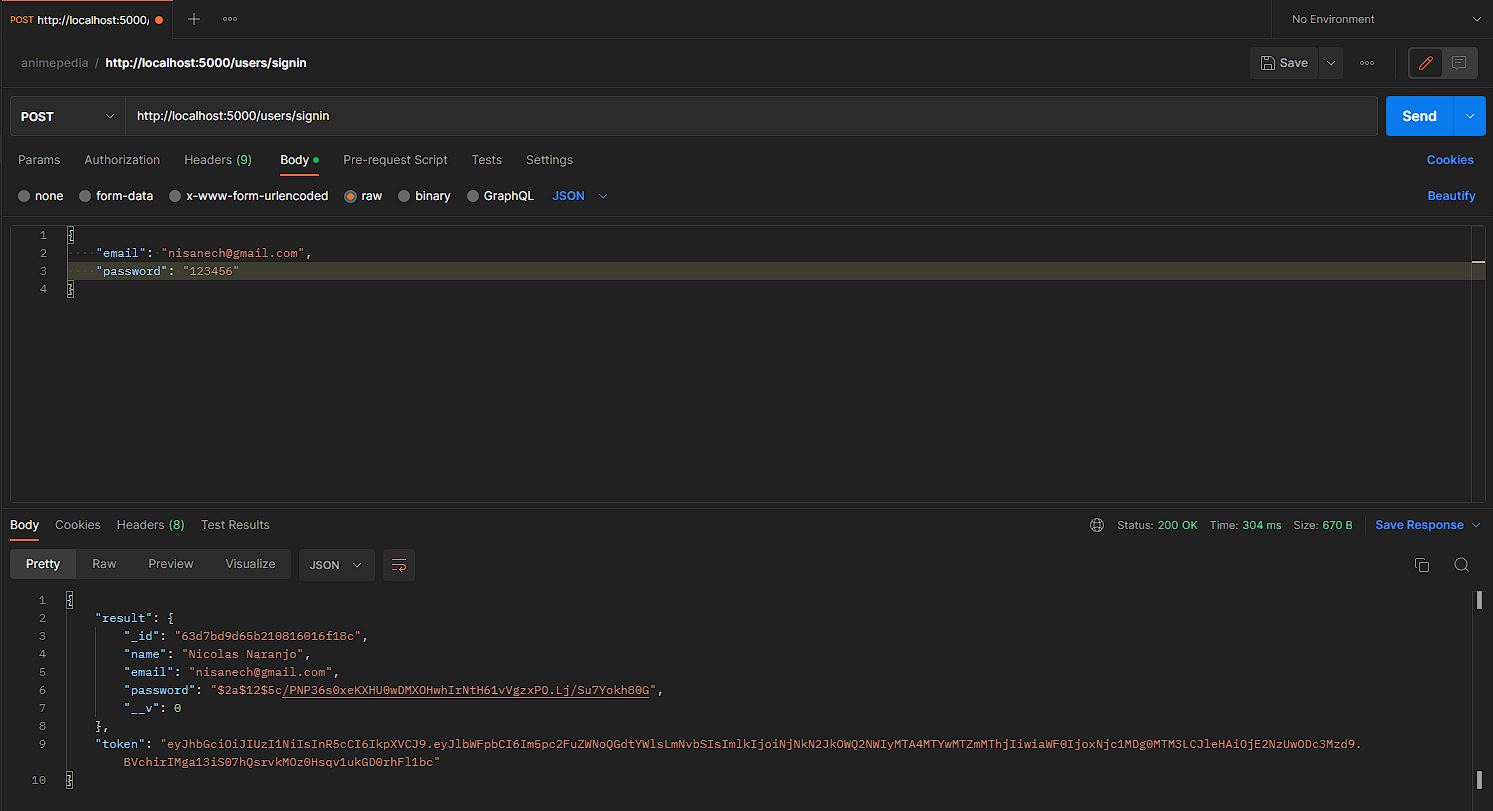 POST http://localhost:5000/
No Environment
animepedia / http://localhost:5000/users/signin
Save
POST http://localhost:5000/users/signin
Send
Params Authorization Headers (9) Body Pre-request Script Tests Settings Cookies
none form-data x-www-form-urlencoded raw binary GraphQL JSON Beautify
1 {
2 "email": "nisanech@gmail.com",
3 "password": "123456"
4 }
Body Cookies Headers (8) Test Results Status: 200 OK Time: 304 ms Size: 670 B Save Response
Pretty Raw Preview Visualize JSON
1 {
2 "result": {
3 "_id": "63d7bd9d65b210816016f18c",
4 "name": "Nicolas Naranjo",
5 "email": "nisanech@gmail.com",
6 "password": "$2a$12$5c/PNP36s0xeKXHU0wDMXOHwhIrNtH61vVgzxPO.Lj/Su7Yokh80G",
7 "__v": 0
8 },
9 "token": "eyJhbGciOiJIUzI1NiIsInR5cCI6IkpXVCJ9.eyJlbWFpbCI6Im5pc2FuZWNoQGdtYWlsLmNvbSIsImlkIjoiNjNkN2JkOWQ2NWIyMTA4MTYwMTZmMThjIiwiaWF0IjoxNjc1MDg0MTM3LCJleHAiOjE2NzUwODc3Mzd9.
BVchirIMga13iS07hQsrvkMOz0Hsqv1ukGD0rhFl1bc"
10 }